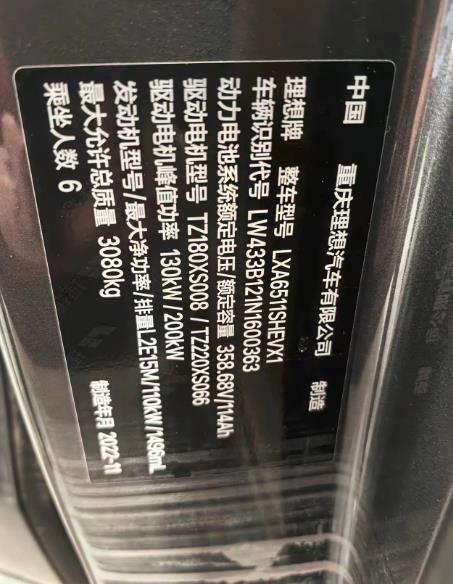 中国 重庆理想汽车有限公司 制造
理想牌 整车型号 LXA6511SHEVX1
车辆识别代号 LW433B121N1600363
动力电池系统额定电压/额定容量 358.68V/114Ah
驱动电机型号 TZ180XS008 / TZ220XS066
驱动电机峰值功率 130kW / 200kW
发动机型号/最大净功率/排量 L2E15W/110kW/1496mL
最大允许总质量 3080kg 制造年月 2022-11
乘坐人数 6